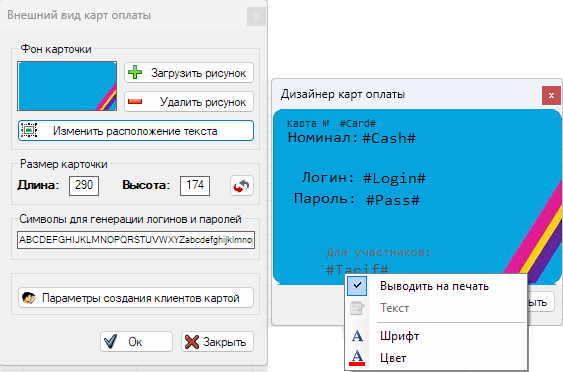 Внешний вид карт оплаты
Фон карточки
Загрузить рисунок
Удалить рисунок
Изменить расположение текста
Размер карточки
Длина: 290 Высота: 174
Символы для генерации логинов и паролей
ABCDEFGHIJKLMNOPQRSTUVWXYZabcdefghijklmnop
Параметры создания клиентов картой
Ок Закрыть
Дизайнер карт оплаты
Карта № #Card#
Номинал: #Cash#
Логин: #Login#
Пароль: #Pass#
Для участников:
#Tarif#
Выводить на печать
Текст
Шрифт
Цвет
A
A